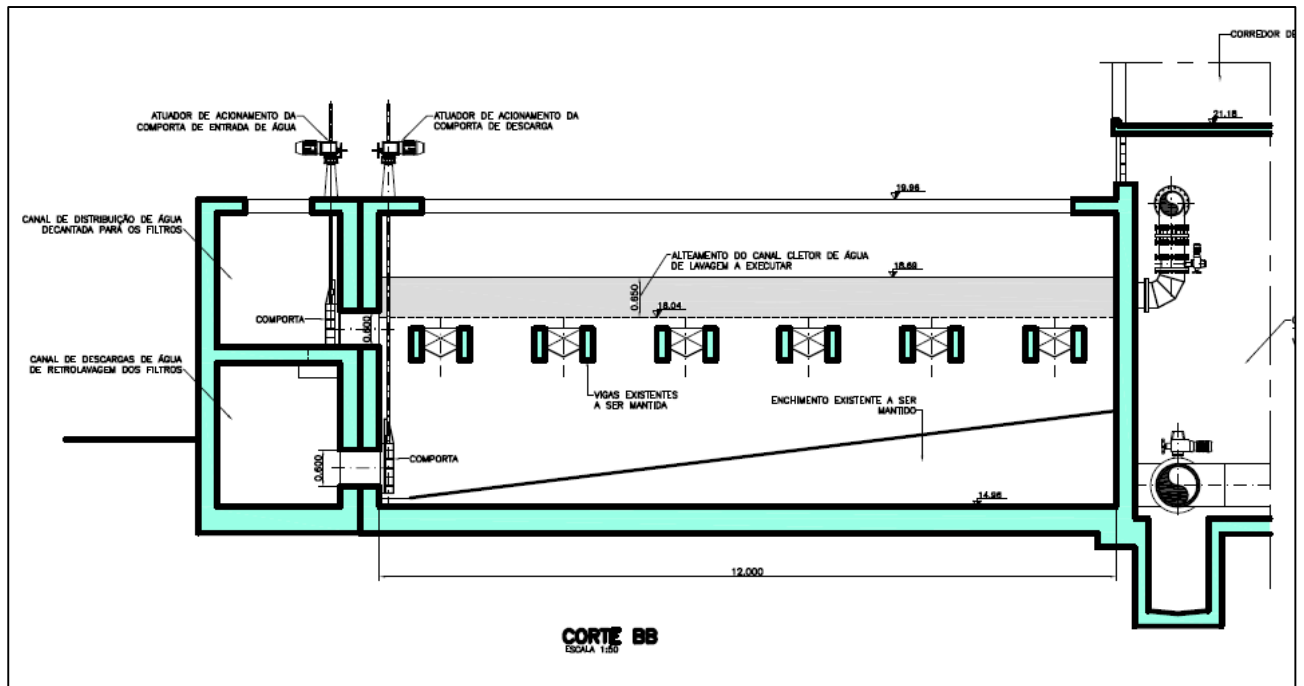 CORREDOR DE
ATUADOR DE ACIONAMENTO DA
COMPORTA DE ENTRADA DE ÁGUA
ATUADOR DE ACIONAMENTO DA
COMPORTA DE DESCARGA
21.18
19.96
CANAL DE DISTRIBUIÇÃO DE ÁGUA
DECANTADA PARA OS FILTROS
ALTEAMENTO DO CANAL CLETOR DE ÁGUA
DE LAVAGEM A EXECUTAR
18.69
0.650
18.04
COMPORTA
0.600
CANAL DE DESCARGAS DE ÁGUA
DE RETROLAVAGEM DOS FILTROS
VIGAS EXISTENTES
A SER MANTIDA
ENCHIMENTO EXISTENTE A SER
MANTIDO
COMPORTA
0.600
14.96
12.000
CORTE BB
ESCALA 1:50